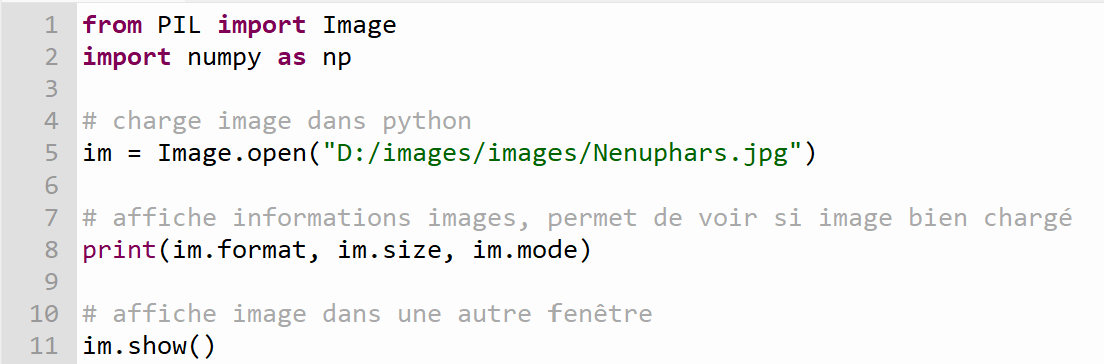 1 from PIL import Image
2 import numpy as np
3
4 # charge image dans python
5 im = Image.open("D:/images/images/Nenuphars.jpg")
6
7 # affiche informations images, permet de voir si image bien chargé
8 print(im.format, im.size, im.mode)
9
10 # affiche image dans une autre fenêtre
11 im.show()